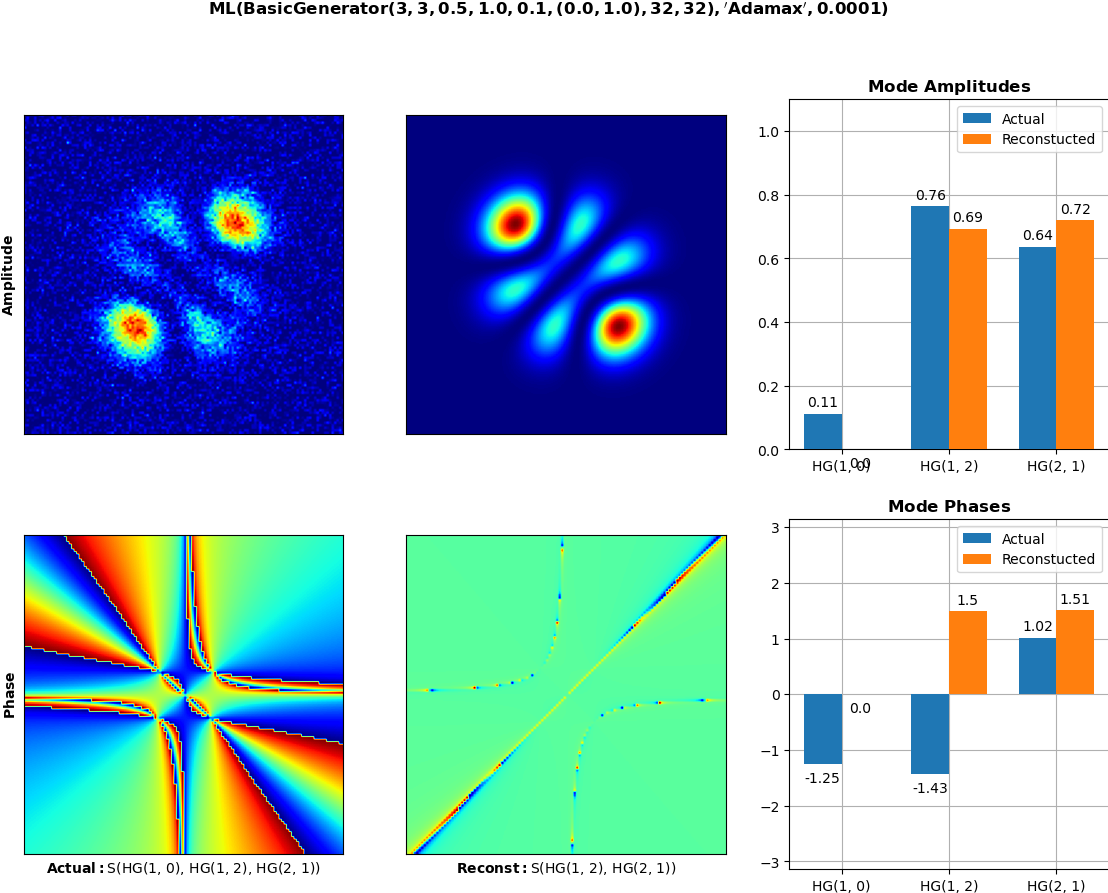 ML(BasicGenerator(3, 3, 0.5, 1.0, 0.1, (0.0, 1.0), 32, 32), ′Adamax′, 0.0001)
Mode Amplitudes
Amplitude
1.0
0.8
0.6
0.4
0.2
0.0
Actual
Reconstucted
0.11
0.0
0.76
0.69
0.64
0.72
HG(1, 0)
HG(1, 2)
HG(2, 1)
Mode Phases
Phase
3
2
1
0
−1
−2
−3
Actual
Reconstucted
-1.25
0.0
-1.43
1.5
1.02
1.51
HG(1, 0)
HG(1, 2)
HG(2, 1)
Actual: S(HG(1, 0), HG(1, 2), HG(2, 1))
Reconst: S(HG(1, 2), HG(2, 1))